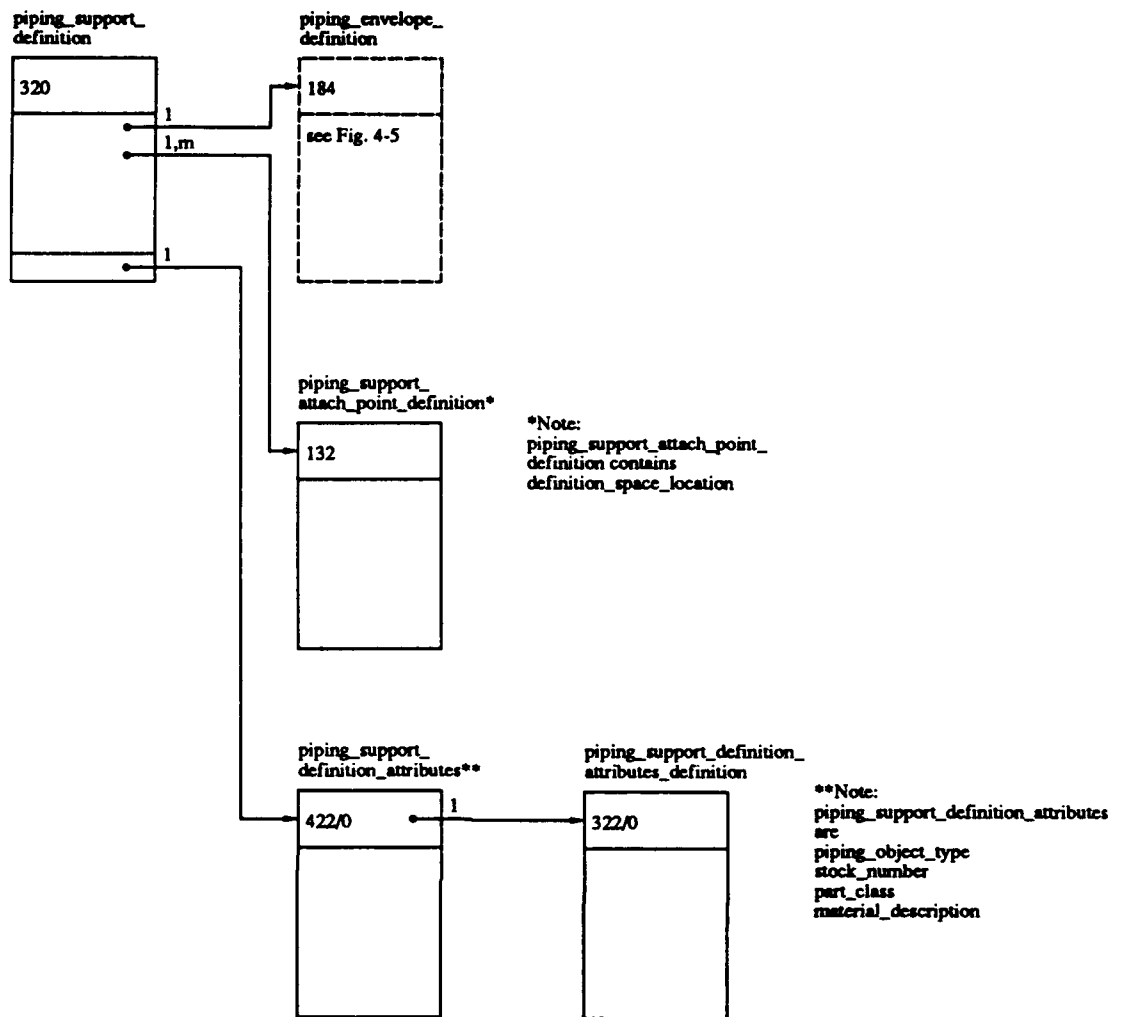 piping_support_
definition
320
1
1,m
1
piping_envelope_
definition
184
see Fig. 4-5
piping_support_
attach_point_definition*
132
*Note:
piping_support_attach_point_
definition contains
definition_space_location
piping_support_
definition_attributes**
422/0
1
piping_support_definition_
attributes_definition
322/0
**Note:
piping_support_definition_attributes
are
piping_object_type
stock_number
part_class
material_description